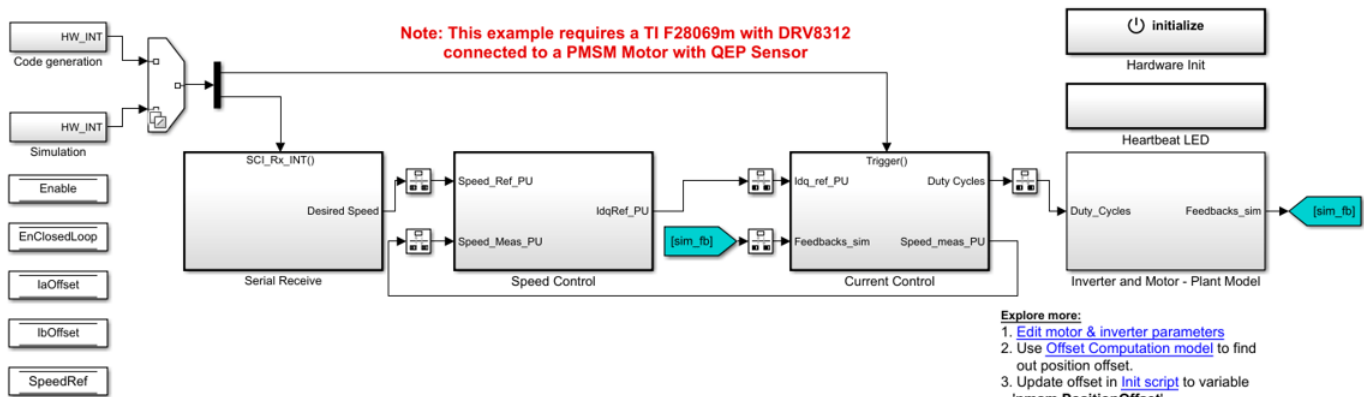 HW_INT
Code generation
HW_INT
Simulation
Enable
EnClosedLoop
IaOffset
IbOffset
SpeedRef
Note: This example requires a TI F28069m with DRV8312
connected to a PMSM Motor with QEP Sensor
initialize
Hardware Init
Heartbeat LED
SCI_Rx_INT()
Desired Speed
Serial Receive
Speed_Ref_PU
IdqRef_PU
Speed_Meas_PU
Speed Control
[sim_fb]
Trigger()
Idq_ref_PU
Duty Cycles
Feedbacks_sim
Speed_meas_PU
Current Control
Duty_Cycles
Feedbacks_sim
Inverter and Motor - Plant Model
[sim_fb]
Explore more:
1. Edit motor & inverter parameters
2. Use Offset Computation model to find
out position offset.
3. Update offset in Init script to variable
'pmsm.PositionOffset'